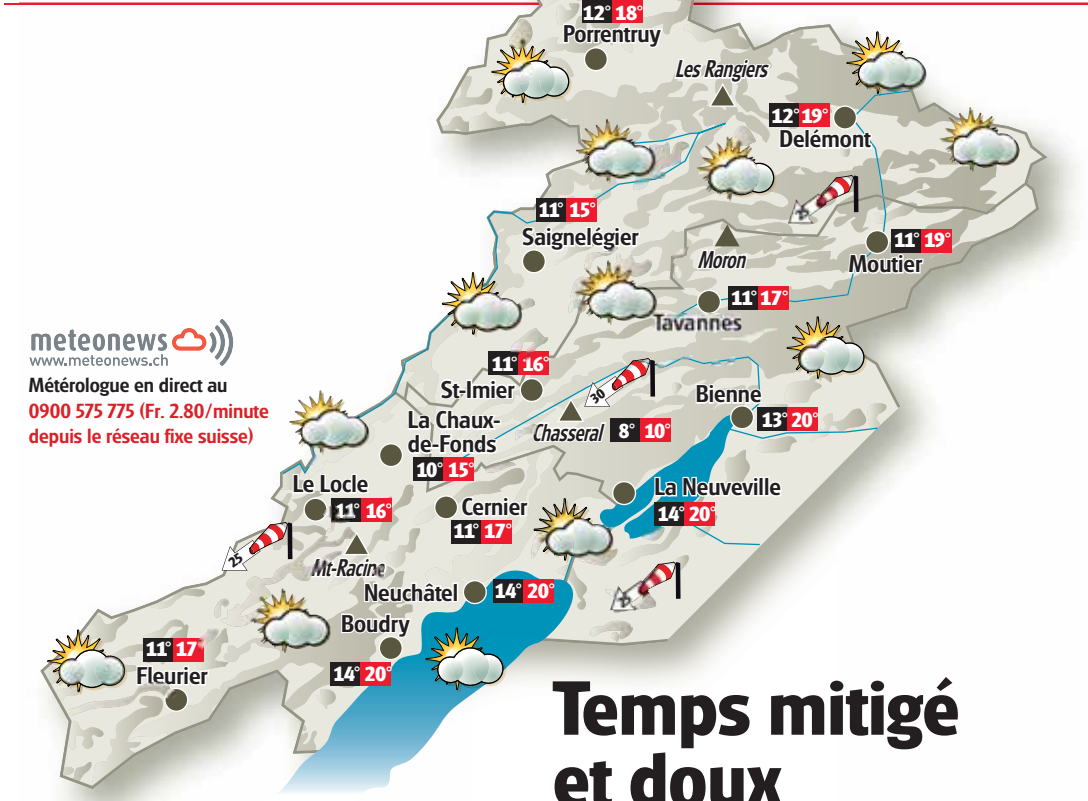 12° 18°
Porrentruy
Les Rangiers
12° 19°
Delémont
11° 15°
Saignelégier
Moron
11° 19°
Moutier
11° 17°
Tavannes
meteonews
www.meteonews.ch
Météorologue en direct au
0900 575 775 (Fr. 2.80/minute
depuis le réseau fixe suisse)
11° 16°
St-Imier
30
Chasseral 8° 10°
Bienne
13° 20°
La Chaux-
de-Fonds
10° 15°
Le Locle
11° 16°
Cernier
11° 17°
La Neuveville
14° 20°
25
Mt-Racine
Neuchâtel 14° 20°
Boudry
14° 20°
11° 17°
Fleurier
Temps mitigé
et doux